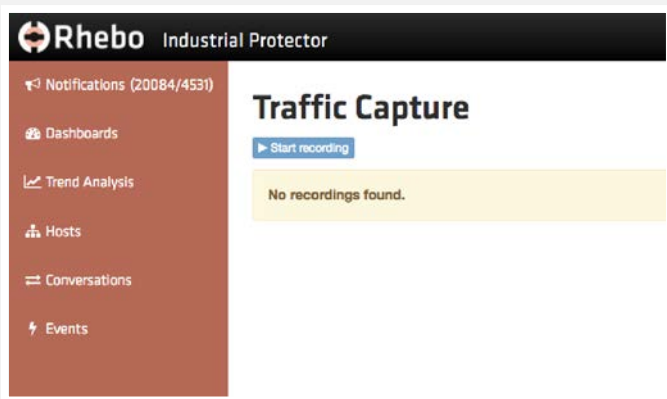 Rhebo Industrial Protector
Notifications (20084/4531)
Dashboards
Trend Analysis
Hosts
Conversations
Events
Traffic Capture
Start recording
No recordings found.